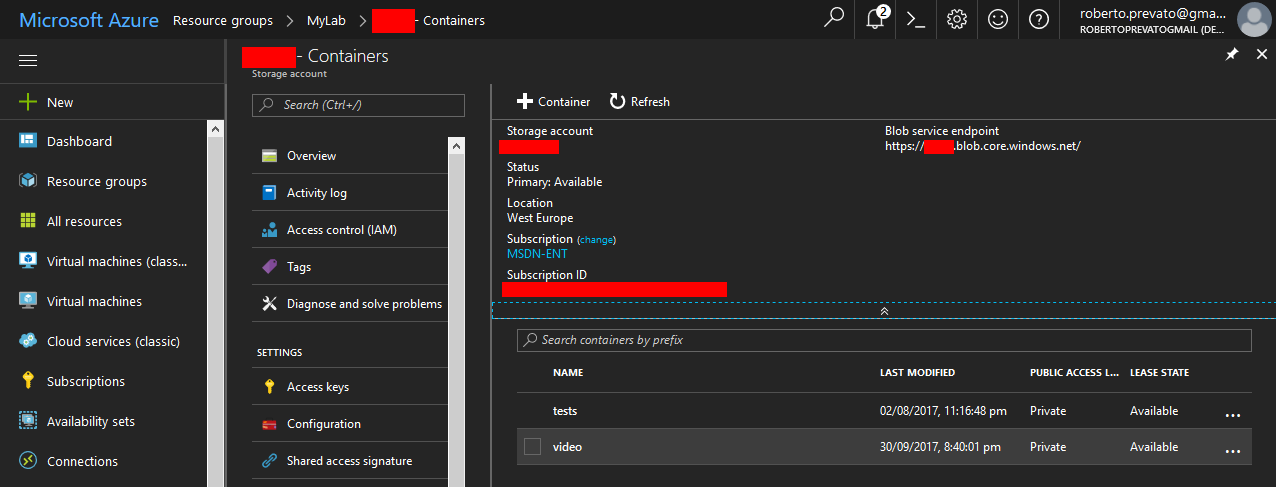 Microsoft Azure Resource groups > MyLab > - Containers
2
roberto.prevato@gma...
ROBERTOPREVATOGMAIL (DE...
- Containers
Storage account
New
Dashboard
Resource groups
All resources
Virtual machines (class...
Virtual machines
Cloud services (classic)
Subscriptions
Availability sets
Connections
Search (Ctrl+/)
Overview
Activity log
Access control (IAM)
Tags
Diagnose and solve problems
SETTINGS
Access keys
Configuration
Shared access signature
Container Refresh
Storage account
Blob service endpoint
https:// .blob.core.windows.net/
Status
Primary: Available
Location
West Europe
Subscription (change)
MSDN-ENT
Subscription ID
Search containers by prefix
NAME LAST MODIFIED PUBLIC ACCESS L... LEASE STATE
tests 02/08/2017, 11:16:48 pm Private Available ...
video 30/09/2017, 8:40:01 pm Private Available ...